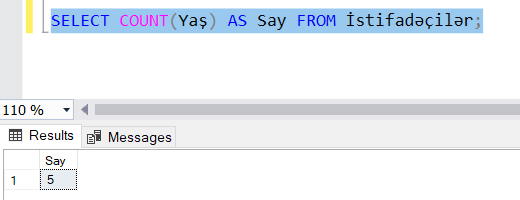 SELECT COUNT(Yaş) AS Say FROM İstifadəçilər;
110 %
Results Messages
Say
1 5